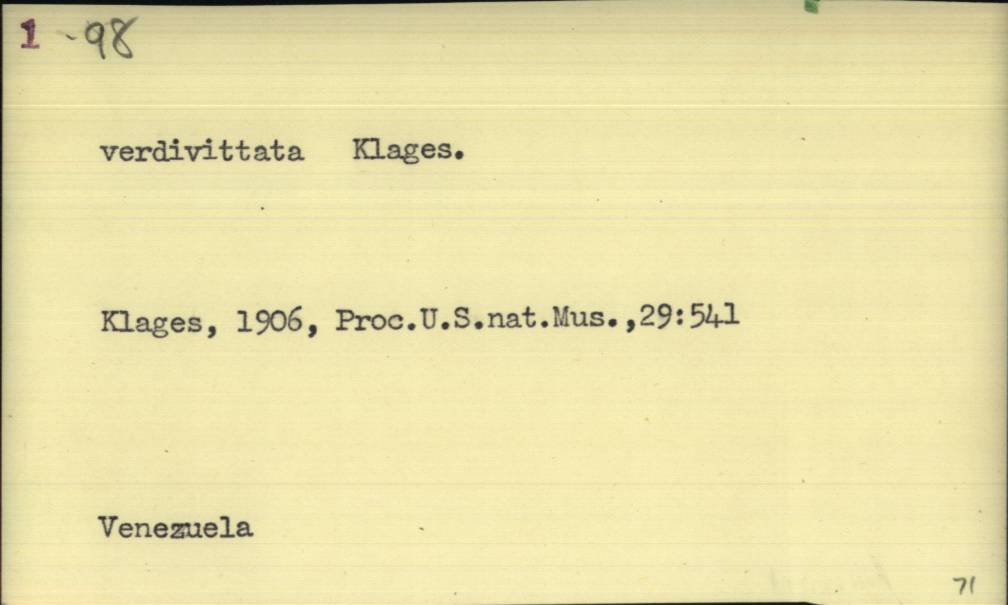 1 -98
verdivittata Klages.
Klages, 1906, Proc.U.S.nat.Mus.,29:541
Venezuela
71